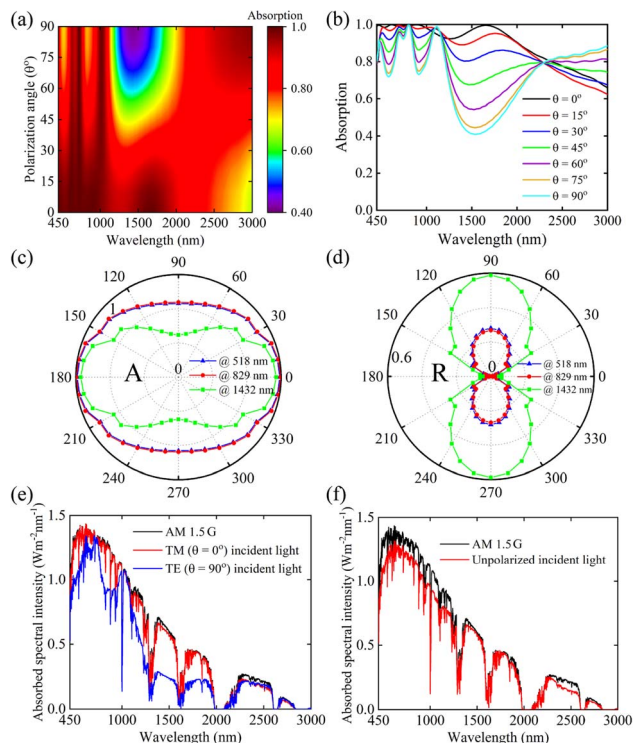 (a)
Absorption
90
75
60
45
30
15
0
Polarization angle (θ°)
450 1000 1500 2000 2500 3000
Wavelength (nm)
1.0
0.80
0.60
0.40
(b)
1.0
0.8
0.6
0.4
0.2
0.0
Absorption
θ = 0°
θ = 15°
θ = 30°
θ = 45°
θ = 60°
θ = 75°
θ = 90°
450 1000 1500 2000 2500 3000
Wavelength (nm)
(c)
90
120 60
150 30
1
180 0
A
0
@ 518 nm
@ 829 nm
@ 1432 nm
210 330
240 300
270
(d)
90
120 60
150 30
0.6
180 0
R
0
@ 518 nm
@ 829 nm
@ 1432 nm
210 330
240 300
270
(e)
Absorbed spectral intensity (Wm⁻²nm⁻¹)
1.5
1.0
0.5
0.0
AM 1.5 G
TM (θ = 0°) incident light
TE (θ = 90°) incident light
450 1000 1500 2000 2500 3000
Wavelength (nm)
(f)
Absorbed spectral intensity (Wm⁻²nm⁻¹)
1.5
1.0
0.5
0.0
AM 1.5 G
Unpolarized incident light
450 1000 1500 2000 2500 3000
Wavelength (nm)